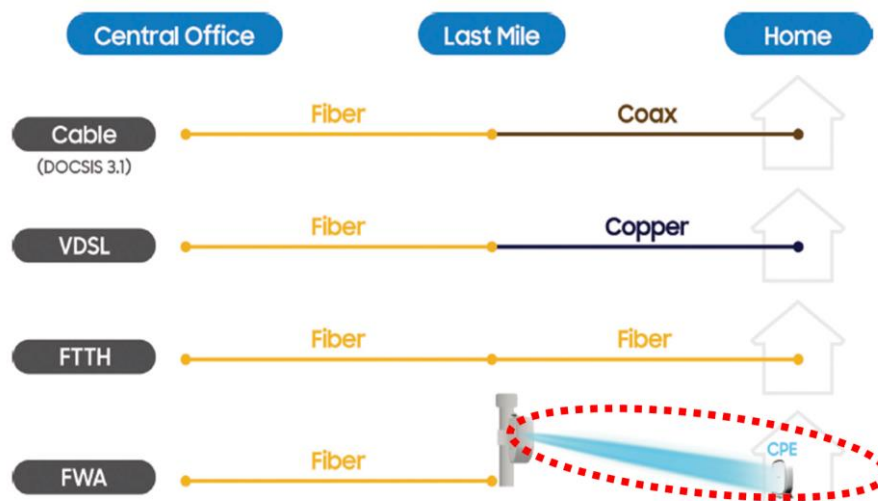 Central Office
Last Mile
Home
Cable
(DOCSIS 3.1)
Fiber
Coax
VDSL
Fiber
Copper
FTTH
Fiber
Fiber
FWA
Fiber
CPE